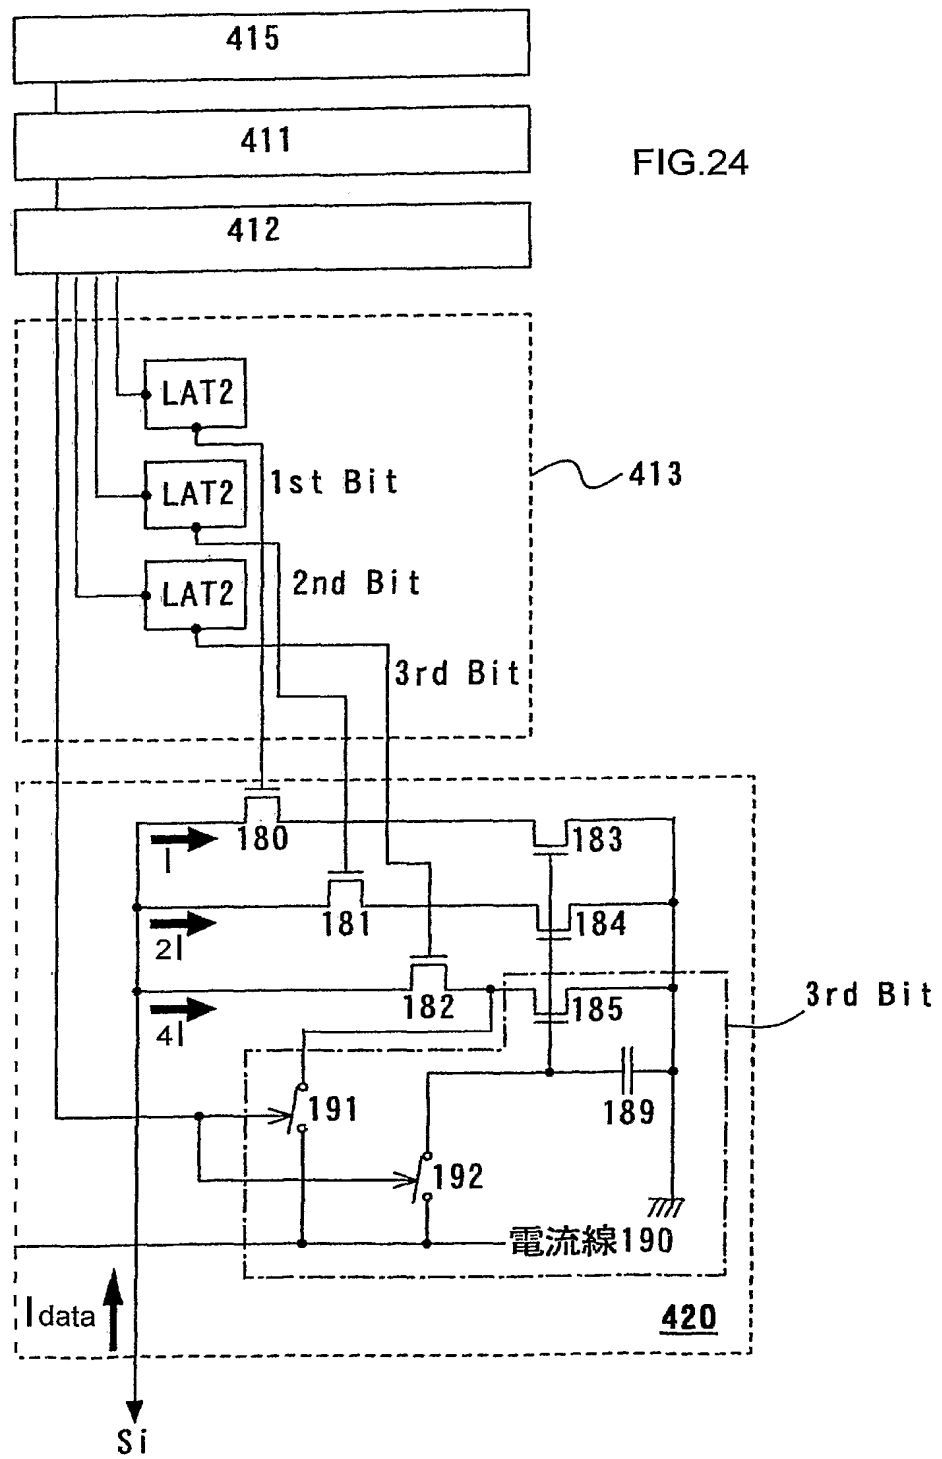 415
411
FIG.24
412
LAT2
1st Bit
413
LAT2
2nd Bit
LAT2
3rd Bit
180
183
I
181
184
2I
182
185
3rd Bit
4I
191
189
192
電流線190
Idata
420
Si